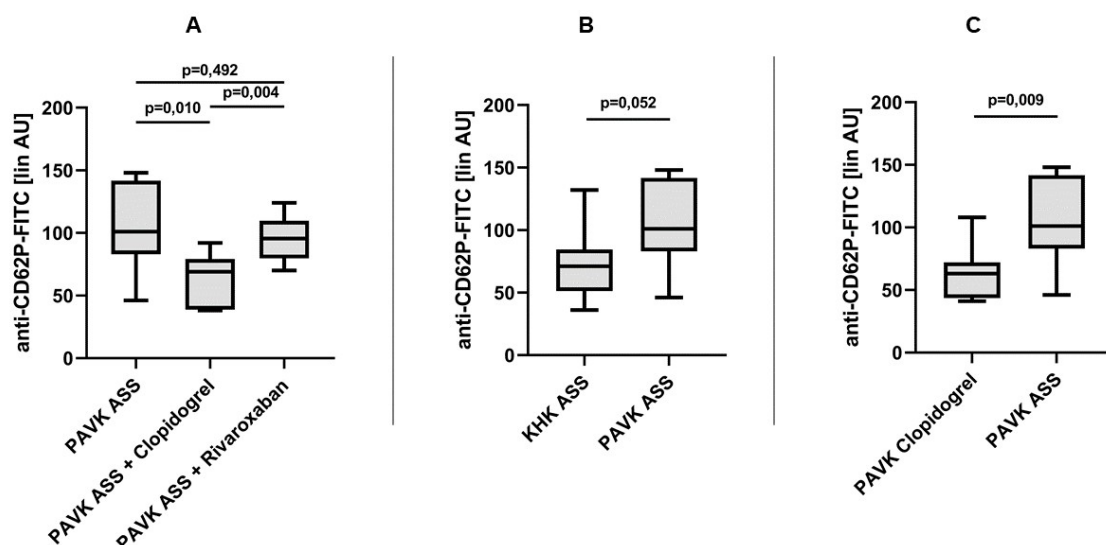 A
p=0,492
p=0,010
p=0,004
anti-CD62P-FITC [lin AU]
200
150
100
50
0
PAVK ASS
PAVK ASS + Clopidogrel
PAVK ASS + Rivaroxaban
B
p=0,052
anti-CD62P-FITC [lin AU]
200
150
100
50
0
KHK ASS
PAVK ASS
C
p=0,009
anti-CD62P-FITC [lin AU]
200
150
100
50
0
PAVK Clopidogrel
PAVK ASS